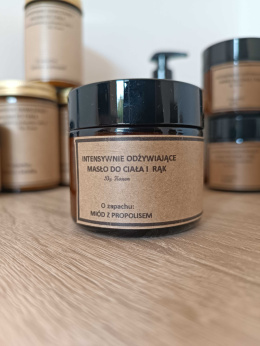 INTENSYWNIE ODŻYWIAJĄCE
MASŁO DO CIAŁA I RĄK
O zapachu:
MIÓD Z PROPOLISEM